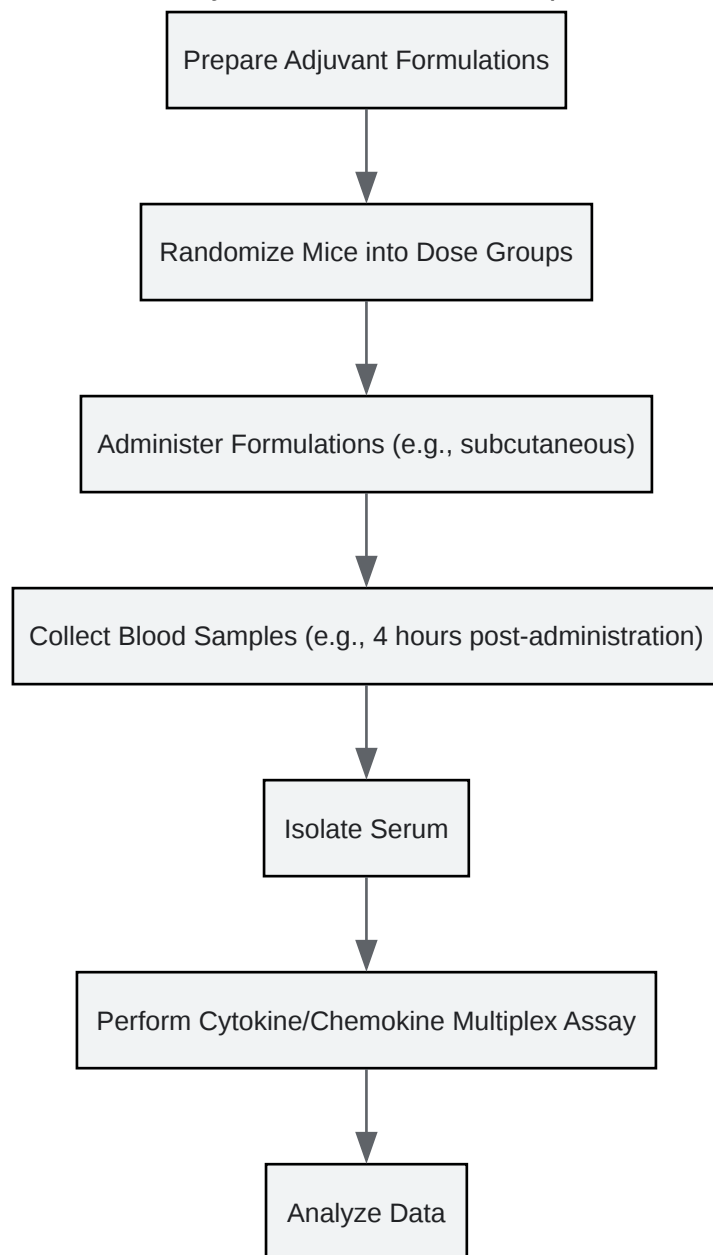 Prepare Adjuvant Formulations
Randomize Mice into Dose Groups
Administer Formulations (e.g., subcutaneous)
Collect Blood Samples (e.g., 4 hours post-administration)
Isolate Serum
Perform Cytokine/Chemokine Multiplex Assay
Analyze Data